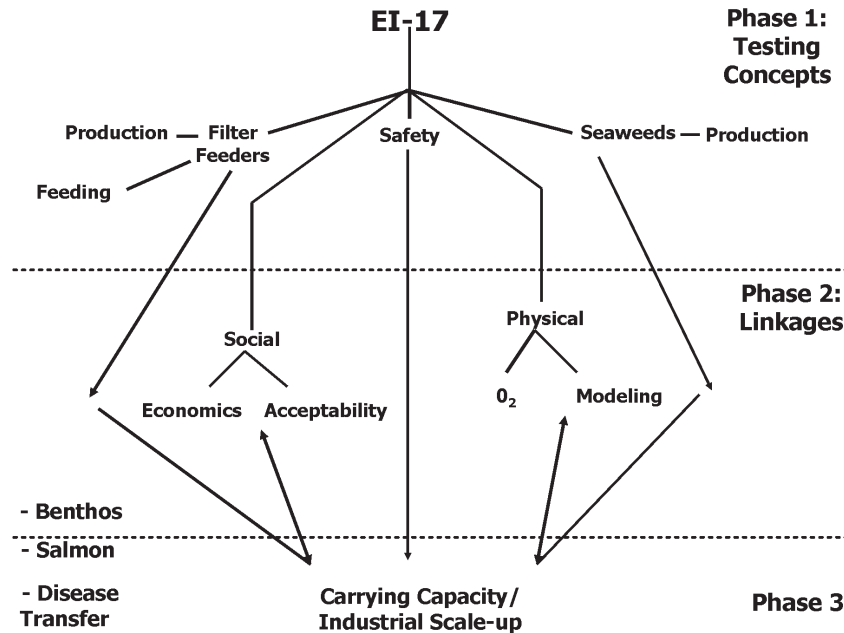 EI-17
Phase 1:
Testing
Concepts
Production
Filter
Feeders
Safety
Seaweeds
Production
Feeding
Phase 2:
Linkages
Social
Physical
Economics
Acceptability
0₂
Modeling
- Benthos
- Salmon
- Disease
Transfer
Carrying Capacity/
Industrial Scale-up
Phase 3